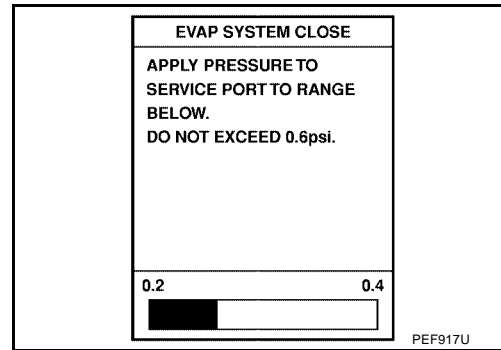 EVAP SYSTEM CLOSE
APPLY PRESSURE TO
SERVICE PORT TO RANGE
BELOW.
DO NOT EXCEED 0.6psi.
0.2 0.4
PEF917U